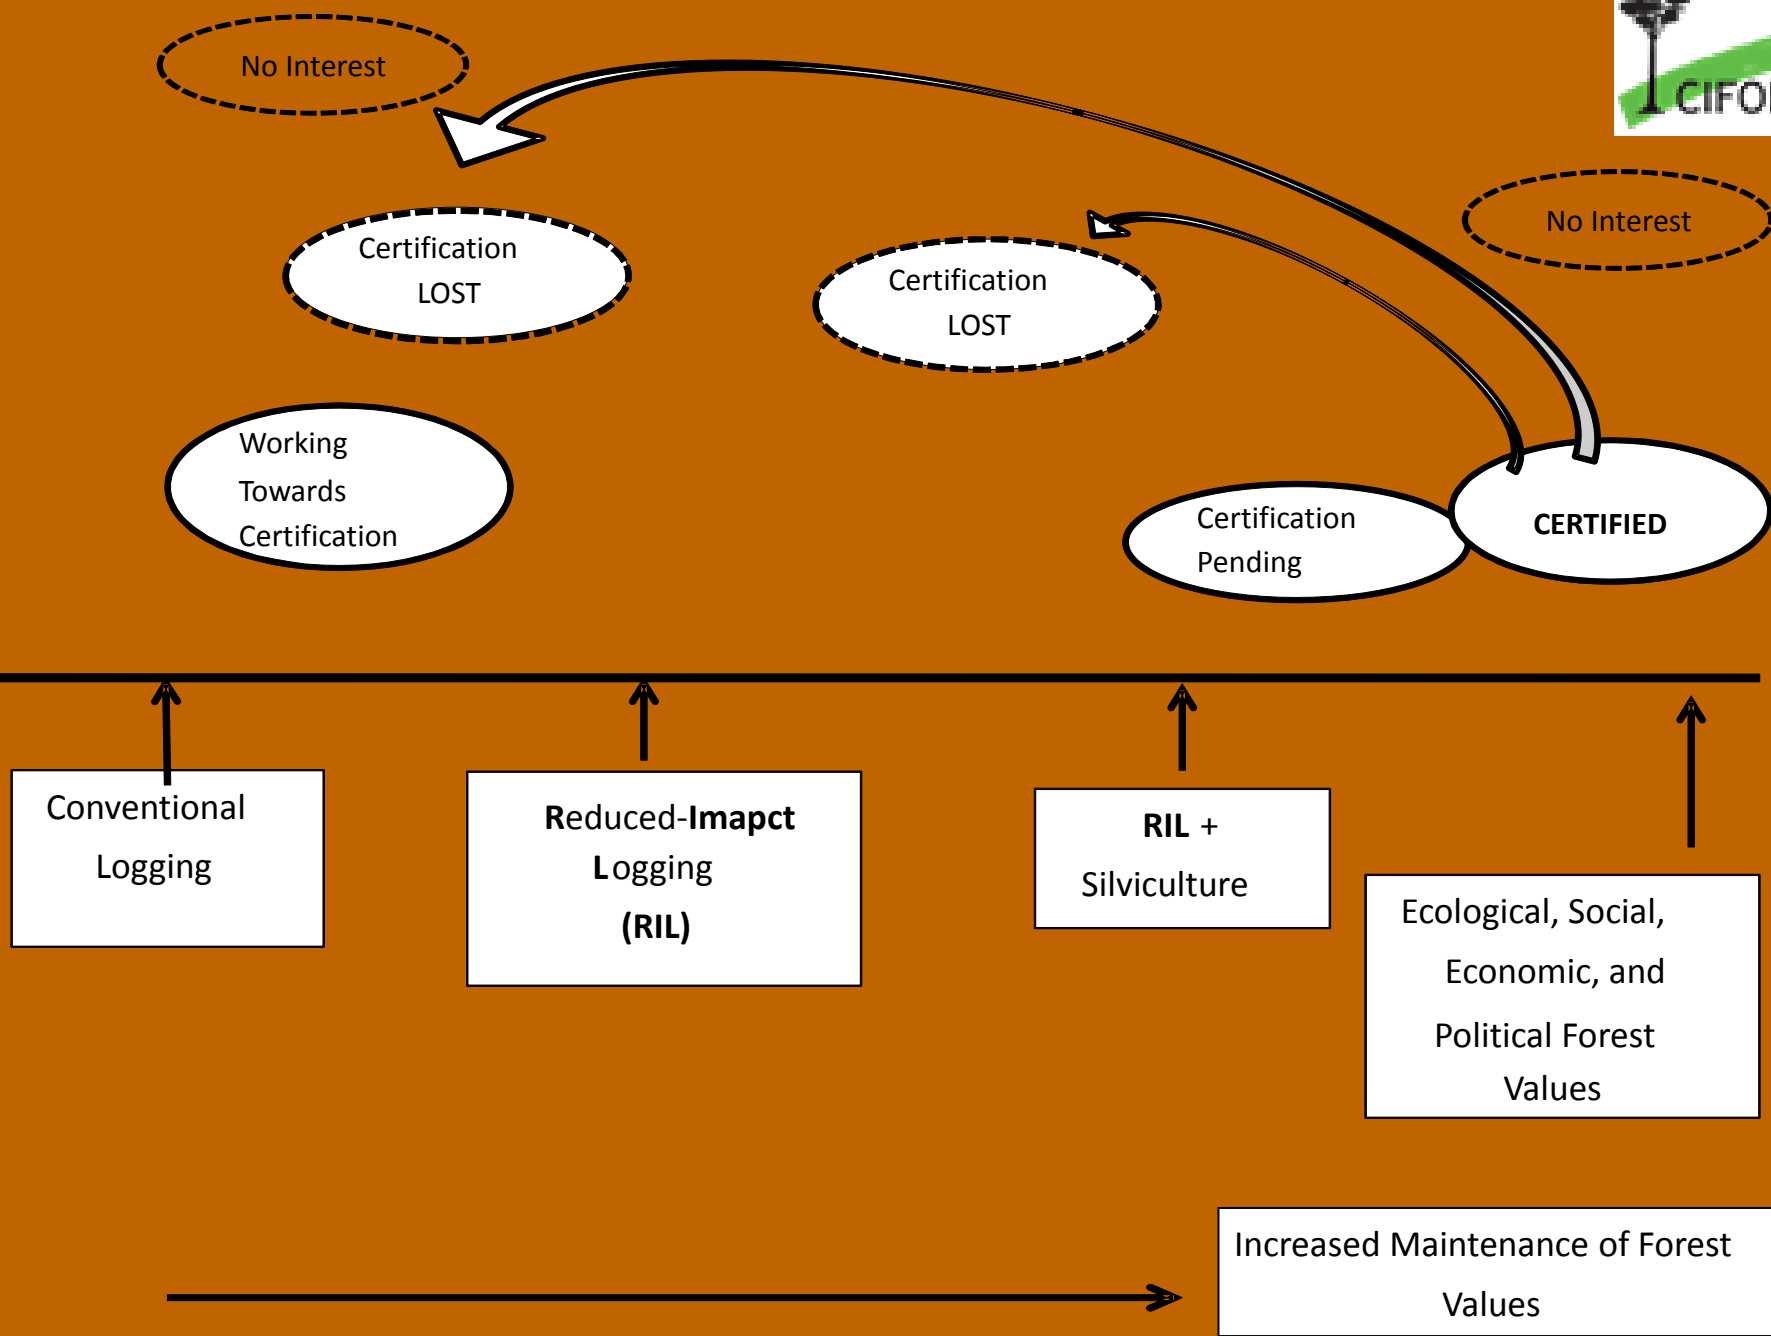 No Interest
CIFO
No Interest
Certification
LOST
Certification
LOST
Working
Towards
Certification
Certification
Pending
CERTIFIED
Conventional
Logging
Reduced-Imapct
Logging
(RIL)
RIL +
Silviculture
Ecological, Social,
Economic, and
Political Forest
Values
Increased Maintenance of Forest
Values